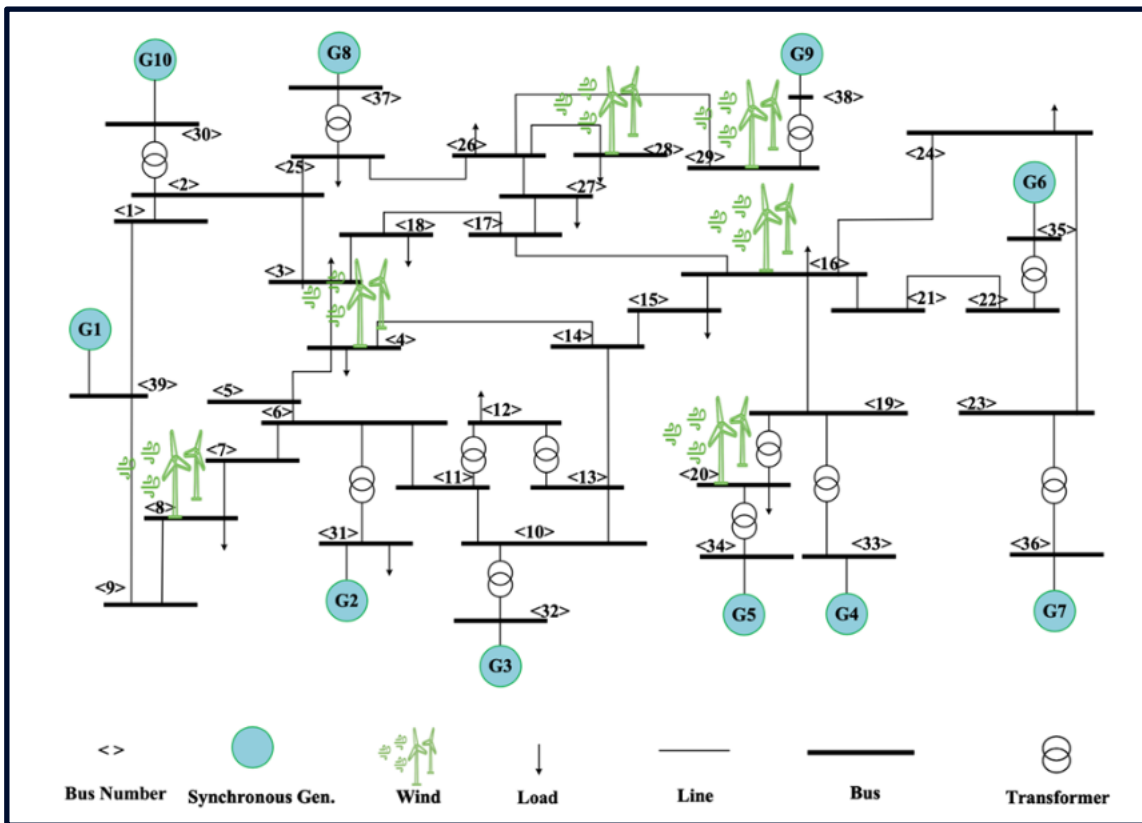 G10
G8
G9
<37>
<38>
<30>
<26>
<28>
<29>
<24>
<25>
<2>
<27>
G6
<1>
<18>
<17>
<35>
<3>
<16>
<15>
<21>
<22>
G1
<4>
<14>
<39>
<5>
<6>
<12>
<19>
<23>
<7>
<11>
<13>
<20>
<8>
<31>
<10>
<34>
<33>
<36>
<9>
G2
<32>
G5
G4
G7
G3
< >
Bus Number
Synchronous Gen.
Wind
Load
Line
Bus
Transformer